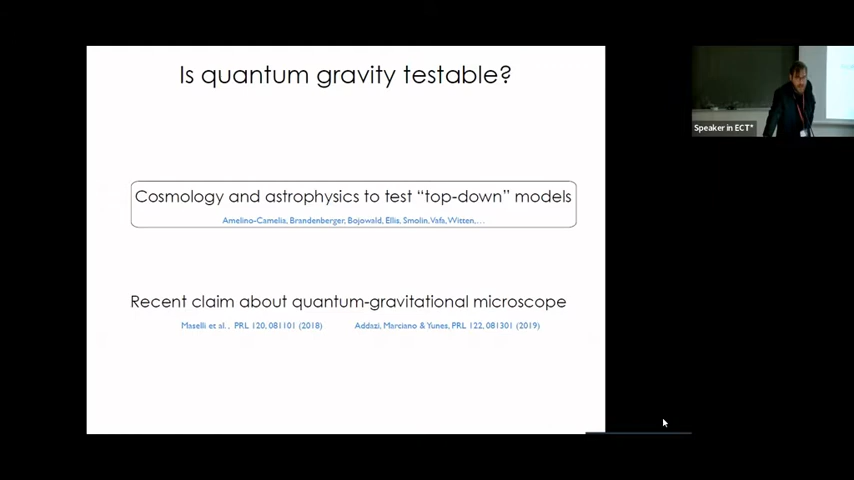 Is quantum gravity testable?
Speaker in ECT*
Cosmology and astrophysics to test “top-down” models
Amelino-Camelia, Brandenberger, Bojowald, Ellis, Smolin, Vafa, Witten,…
Recent claim about quantum-gravitational microscope
Maselli et al. , PRL 120, 081101 (2018) Addazi, Marciano & Yunes, PRL 122, 081301 (2019)